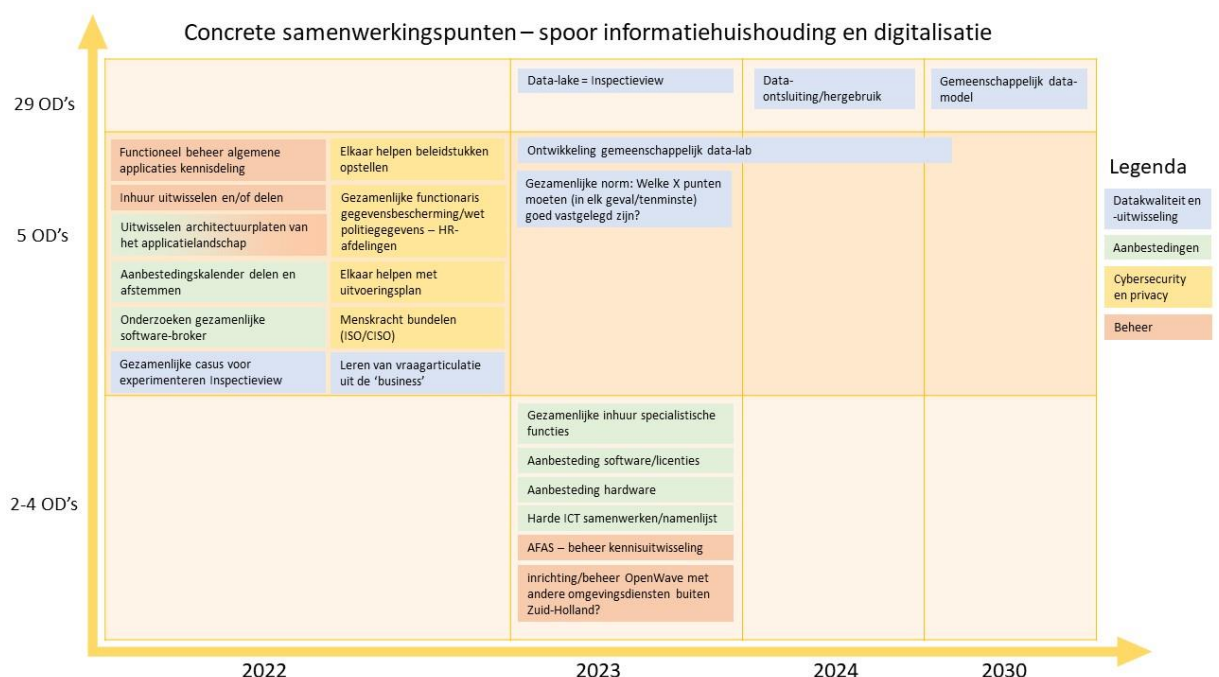 Concrete samenwerkingspunten – spoor informatiehuishouding en digitalisatie
29 OD's
Data-lake = Inspectieview
Data-
ontsluiting/hergebruik
Gemeenschappelijk data-
model
5 OD's
Functioneel beheer algemene
applicaties kennisdeling
Inhuur uitwisselen en/of delen
Uitwisselen architectuurplaten van
het applicatielandschap
Aanbestedingskalender delen en
afstemmen
Onderzoeken gezamenlijke
software-broker
Gezamenlijke casus voor
experimenteren Inspectieview
Elkaar helpen beleidstukken
opstellen
Gezamenlijke functionaris
gegevensbescherming/wet
politiegegevens – HR-
afdelingen
Elkaar helpen met
uitvoeringsplan
Menskracht bundelen
(ISO/CISO)
Leren van vraagarticulatie
uit de 'business'
Ontwikkeling gemeenschappelijk data-lab
Gezamenlijke norm: Welke X punten
moeten (in elk geval/tenminste)
goed vastgelegd zijn?
2-4 OD's
Gezamenlijke inhuur specialistische
functies
Aanbesteding software/licenties
Aanbesteding hardware
Harde ICT samenwerken/namenlijst
AFAS – beheer kennisuitwisseling
inrichting/beheer OpenWave met
andere omgevingsdiensten buiten
Zuid-Holland?
2022
2023
2024
2030
Legenda
Datakwaliteit en
-uitwisseling
Aanbestedingen
Cybersecurity
en privacy
Beheer